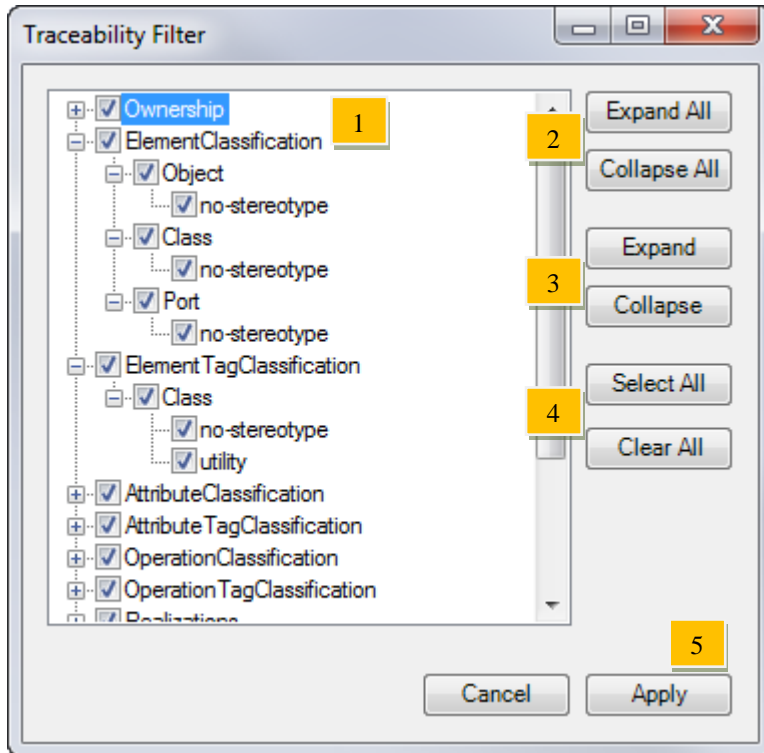 Traceability Filter
Ownership
1
Expand All
ElementClassification
2
Object
Collapse All
no-stereotype
Class
Expand
no-stereotype
3
Port
Collapse
no-stereotype
ElementTagClassification
Select All
Class
4
no-stereotype
Clear All
utility
AttributeClassification
AttributeTagClassification
OperationClassification
OperationTagClassification
Realizations
5
Cancel
Apply